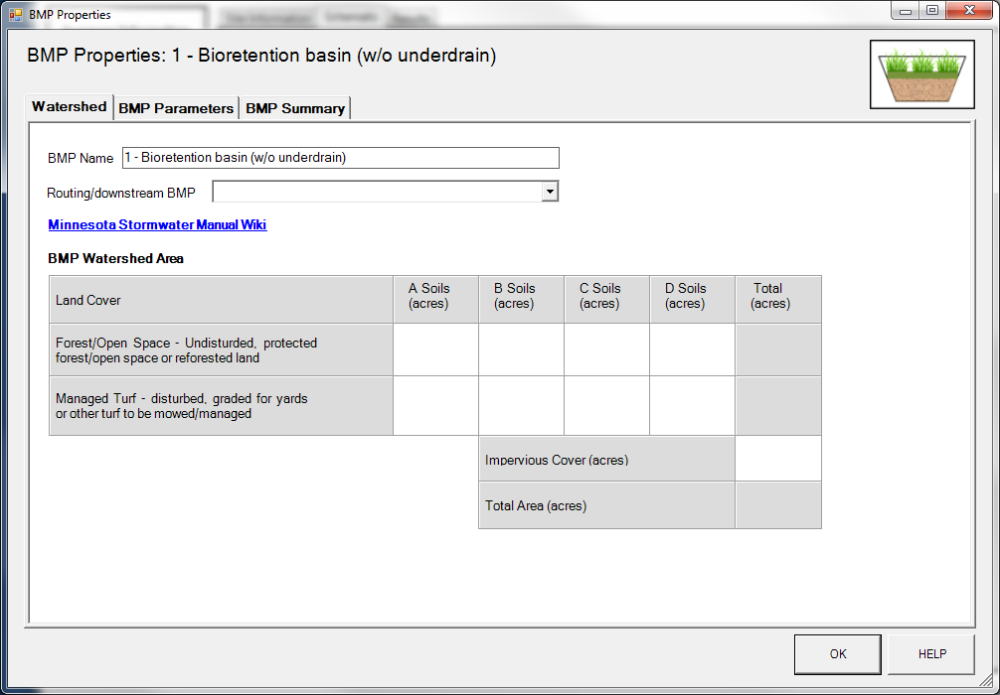 BMP Properties
BMP Properties: 1 - Bioretention basin (w/o underdrain)
Watershed
BMP Parameters
BMP Summary
BMP Name
1 - Bioretention basin (w/o underdrain)
Routing/downstream BMP
Minnesota Stormwater Manual Wiki
BMP Watershed Area
Land Cover
A Soils
(acres)
B Soils
(acres)
C Soils
(acres)
D Soils
(acres)
Total
(acres)
Forest/Open Space - Undisturded, protected
forest/open space or reforested land
Managed Turf - disturbed, graded for yards
or other turf to be mowed/managed
Impervious Cover (acres)
Total Area (acres)
OK
HELP